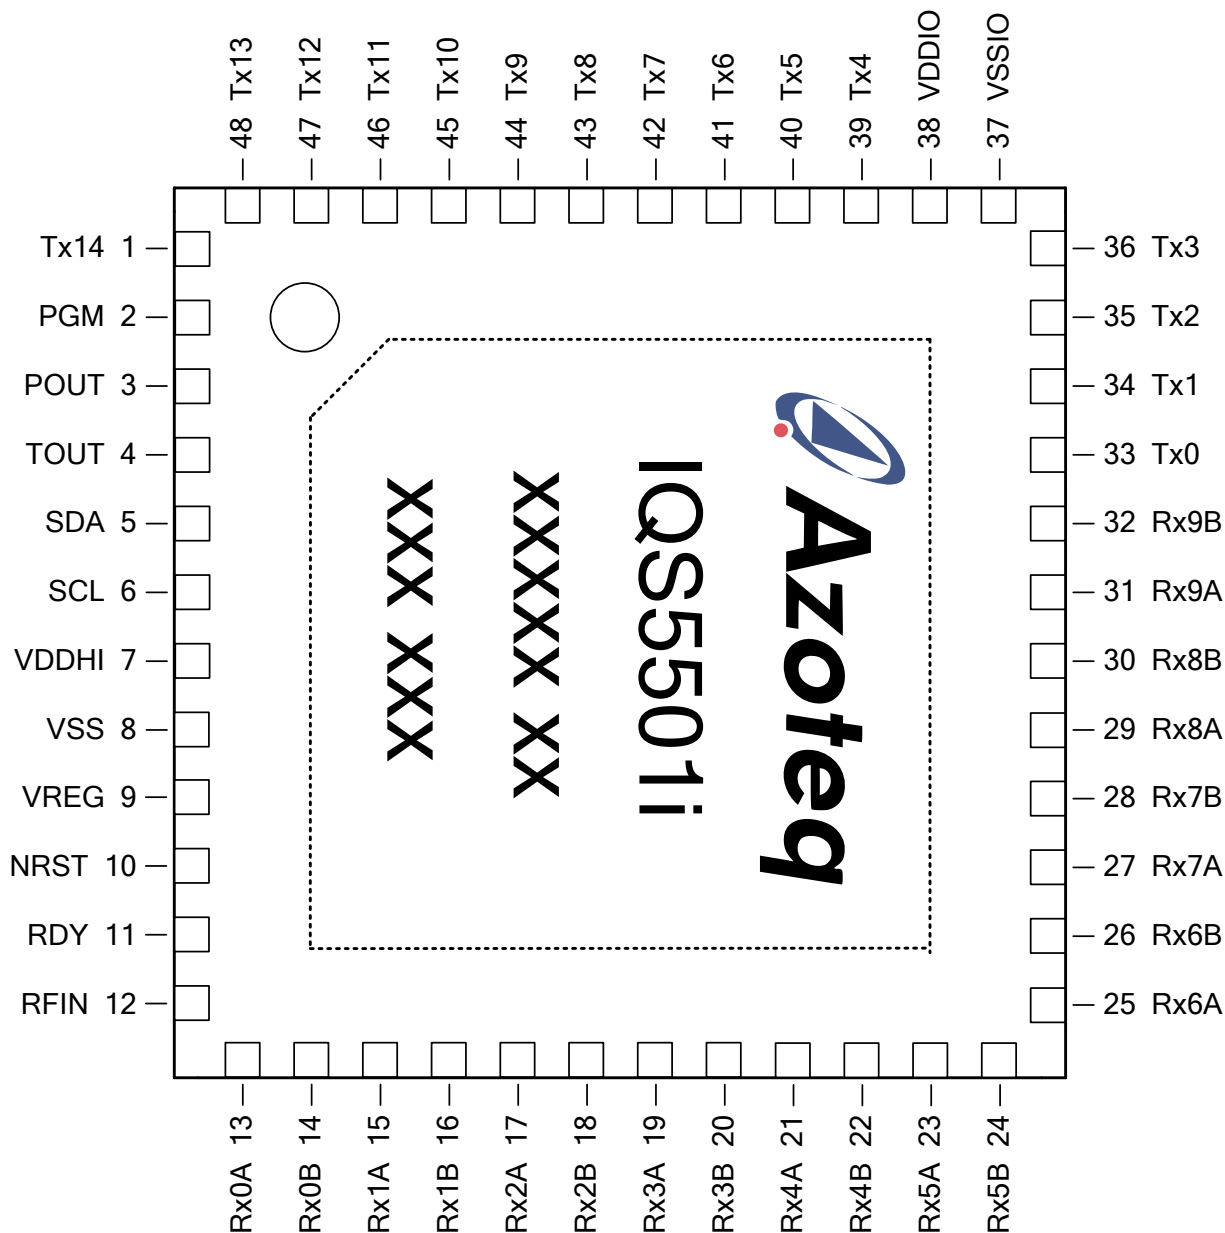 48 Tx13
47 Tx12
46 Tx11
45 Tx10
44 Tx9
43 Tx8
42 Tx7
41 Tx6
40 Tx5
39 Tx4
38 VDDIO
37 VSSIO
Tx14 1
PGM 2
POUT 3
TOUT 4
SDA 5
SCL 6
VDDHI 7
VSS 8
VREG 9
NRST 10
RDY 11
RFIN 12
Azoteq
IQS5501i
XXXXX XX
XXX XXX
36 Tx3
35 Tx2
34 Tx1
33 Tx0
32 Rx9B
31 Rx9A
30 Rx8B
29 Rx8A
28 Rx7B
27 Rx7A
26 Rx6B
25 Rx6A
Rx0A 13
Rx0B 14
Rx1A 15
Rx1B 16
Rx2A 17
Rx2B 18
Rx3A 19
Rx3B 20
Rx4A 21
Rx4B 22
Rx5A 23
Rx5B 24